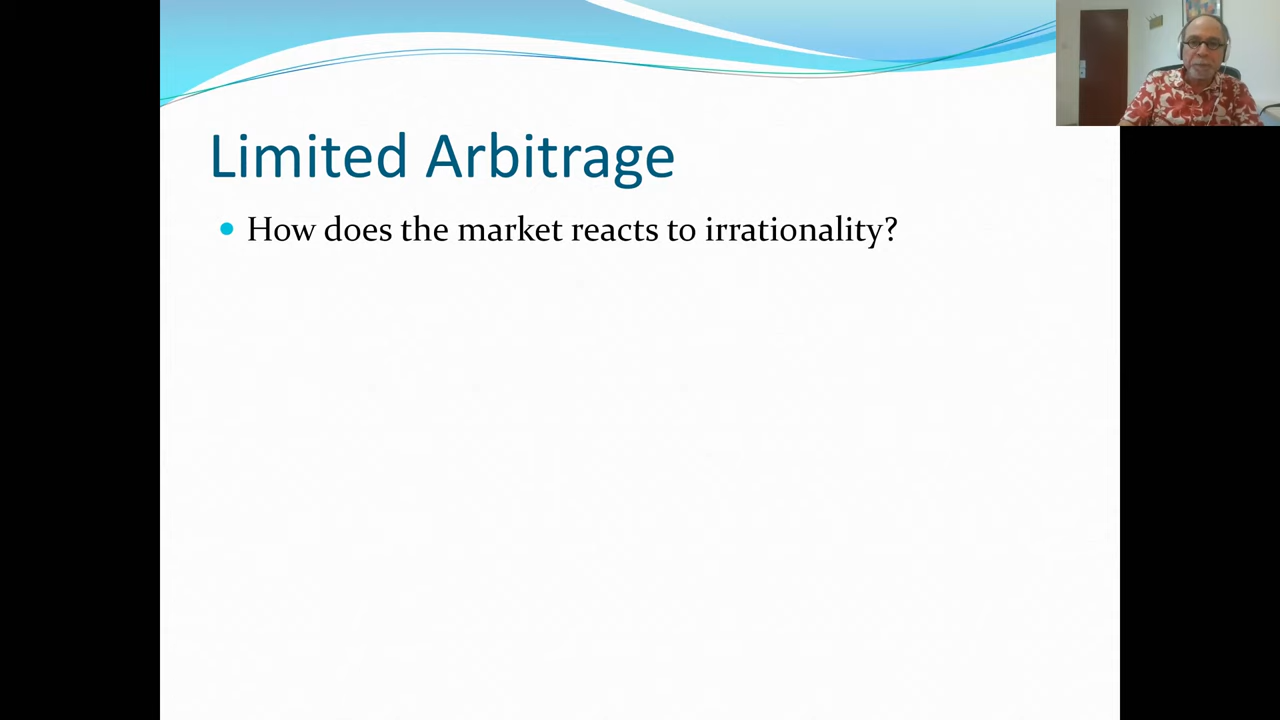 Limited Arbitrage
How does the market reacts to irrationality?